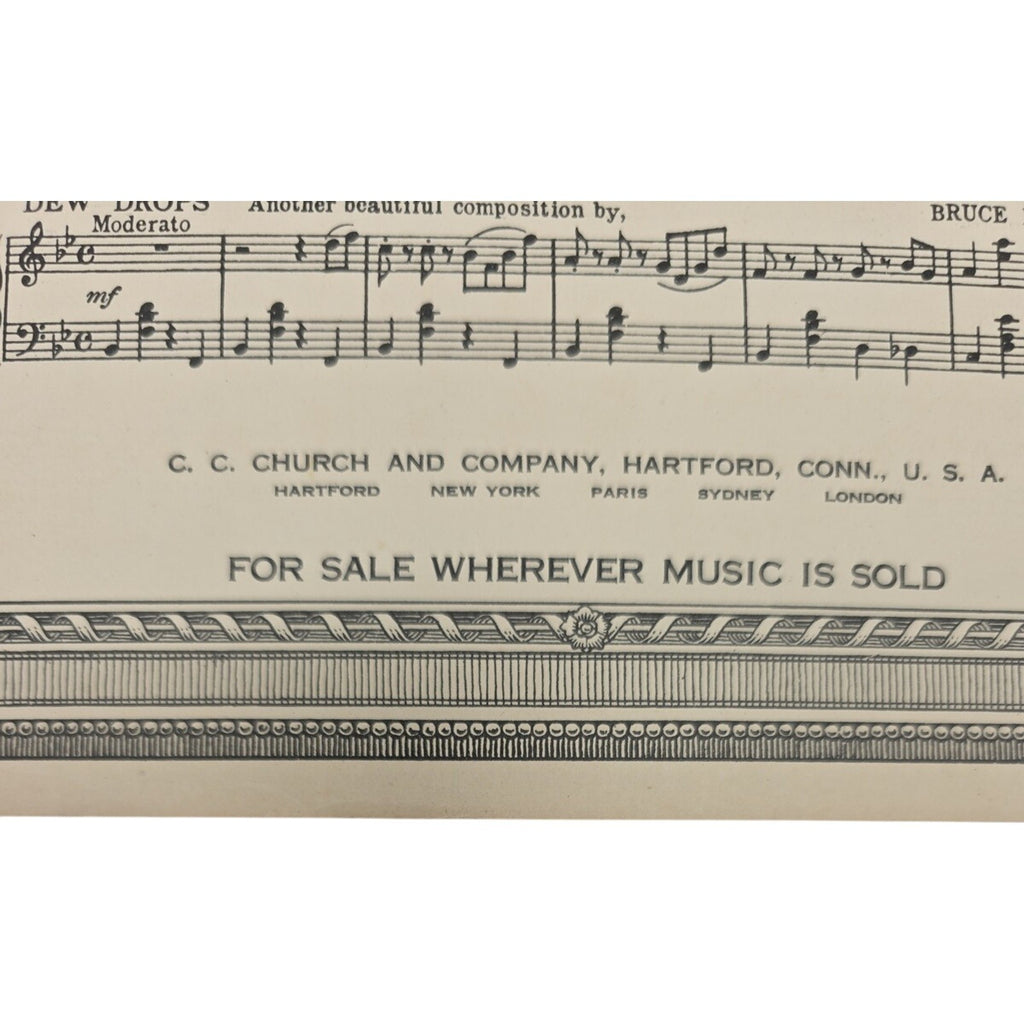 DEW DROPS Another beautiful composition by, BRUCE
Moderato
mf
C. C. CHURCH AND COMPANY, HARTFORD, CONN., U. S. A.
HARTFORD NEW YORK PARIS SYDNEY LONDON
FOR SALE WHEREVER MUSIC IS SOLD